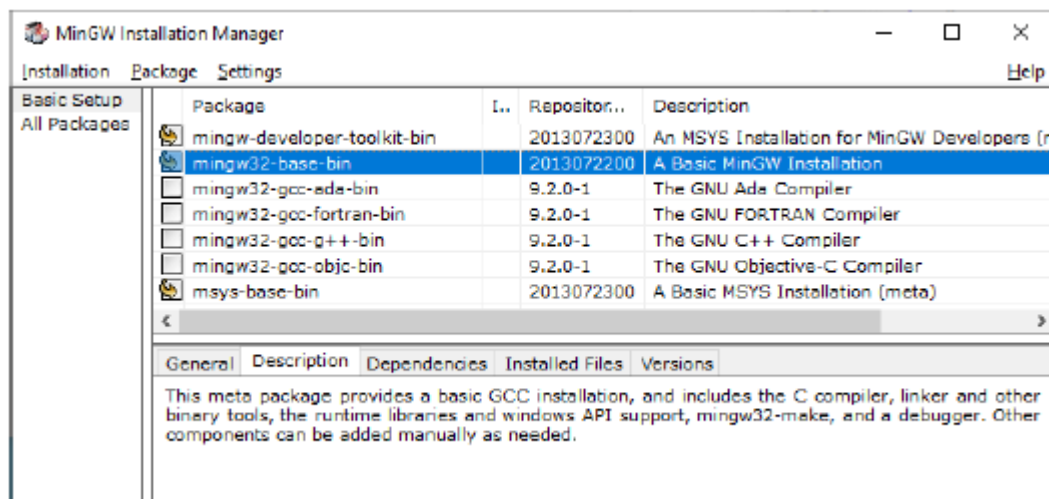 MinGW Installation Manager
Installation Package Settings Help
Basic Setup
All Packages
Package I.. Repositor... Description
mingw-developer-toolkit-bin 2013072300 An MSYS Installation for MinGW Developers (r
mingw32-base-bin 2013072200 A Basic MinGW Installation
mingw32-gcc-ada-bin 9.2.0-1 The GNU Ada Compiler
mingw32-gcc-fortran-bin 9.2.0-1 The GNU FORTRAN Compiler
mingw32-gcc-g++-bin 9.2.0-1 The GNU C++ Compiler
mingw32-gcc-objc-bin 9.2.0-1 The GNU Objective-C Compiler
msys-base-bin 2013072300 A Basic MSYS Installation (meta)
General Description Dependencies Installed Files Versions
This meta package provides a basic GCC installation, and includes the C compiler, linker and other
binary tools, the runtime libraries and windows API support, mingw32-make, and a debugger. Other
components can be added manually as needed.